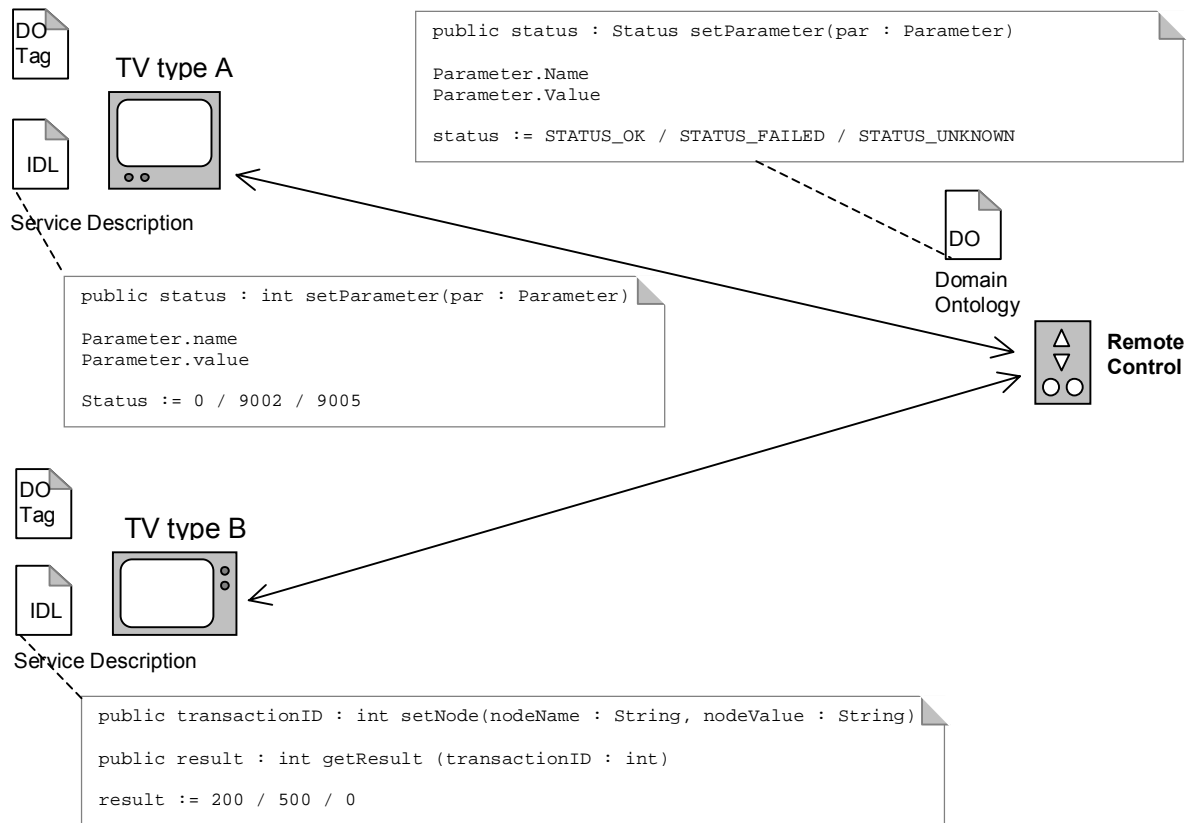 DO
Tag
TV type A
IDL
Service Description
public status : Status setParameter(par : Parameter)
Parameter.Name
Parameter.Value
status := STATUS_OK / STATUS_FAILED / STATUS_UNKNOWN
DO
Domain
Ontology
public status : int setParameter(par : Parameter)
Parameter.name
Parameter.value
Status := 0 / 9002 / 9005
Remote
Control
DO
Tag
TV type B
IDL
Service Description
public transactionID : int setNode(nodeName : String, nodeValue : String)
public result : int getResult (transactionID : int)
result := 200 / 500 / 0